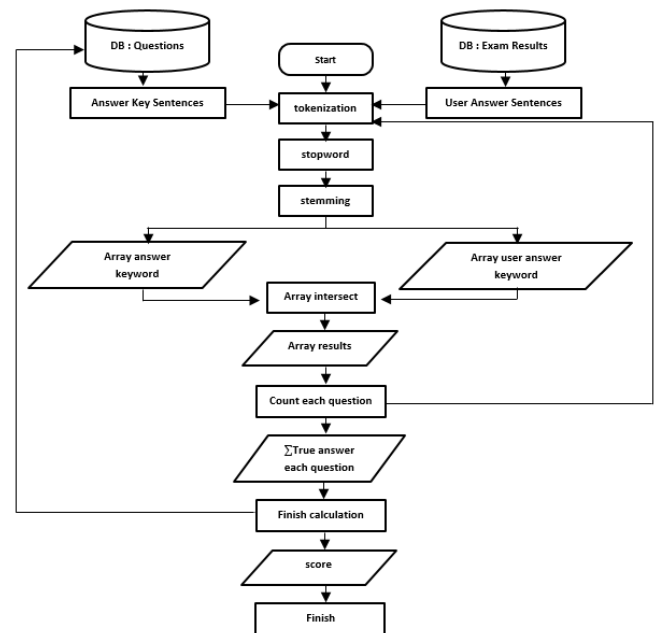 DB : Questions
DB : Exam Results
Start
Answer Key Sentences
tokenization
User Answer Sentences
stopword
stemming
Array answer
keyword
Array user answer
keyword
Array intersect
Array results
Count each question
∑True answer
each question
Finish calculation
score
Finish